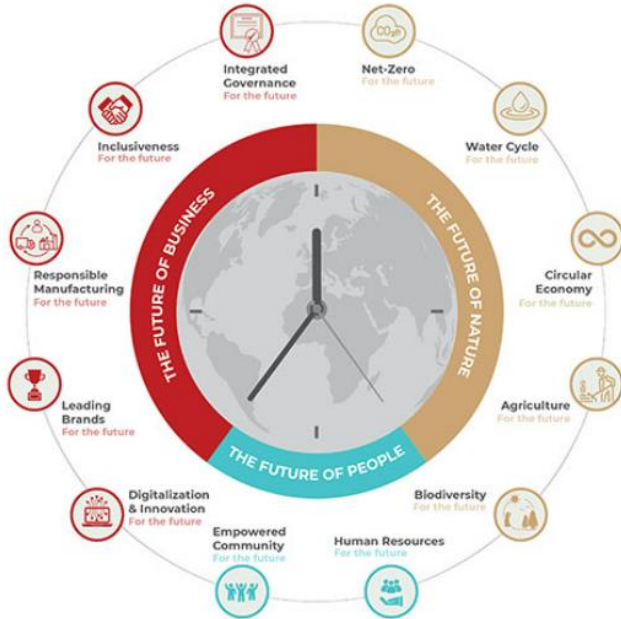 Integrated
Governance
For the future
Net-Zero
For the future
Inclusiveness
For the future
Water Cycle
For the future
THE FUTURE OF BUSINESS
THE FUTURE OF NATURE
Responsible
Manufacturing
For the future
Circular
Economy
For the future
Leading
Brands
For the future
Agriculture
For the future
THE FUTURE OF PEOPLE
Digitalization
& Innovation
For the future
Biodiversity
For the future
Empowered
Community
For the future
Human Resources
For the future
CO₂